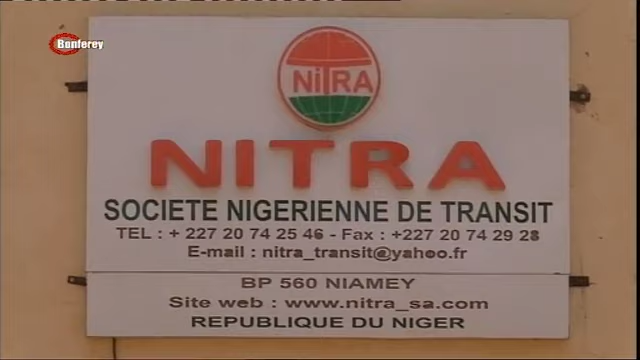 Bonferey
NiTRA
NITRA
SOCIETE NIGERIENNE DE TRANSIT
TEL : + 227 20 74 25 46 - Fax : +227 20 74 29 28
E-mail : nitra_transit@yahoo.fr
BP 560 NIAMEY
Site web : www.nitra_sa.com
REPUBLIQUE DU NIGER